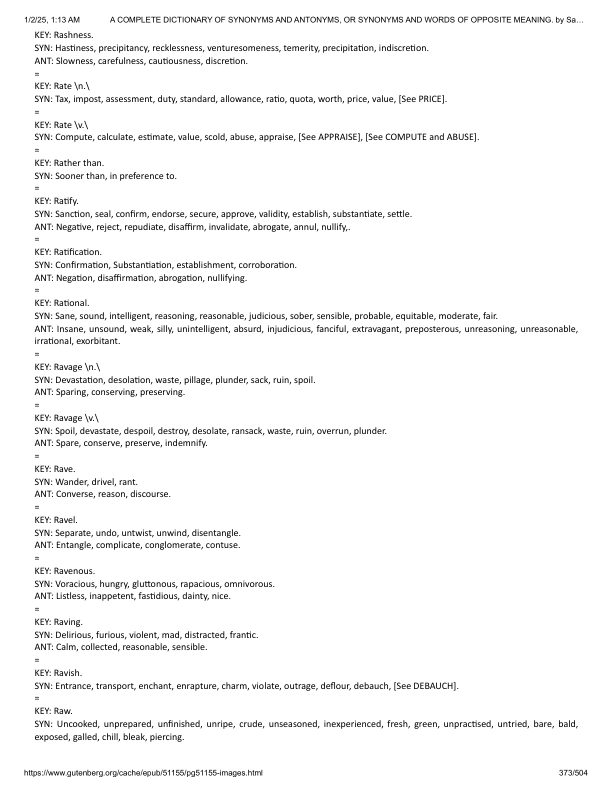 1/2/25, 1:13 AM A COMPLETE DICTIONARY OF SYNONYMS AND ANTONYMS, OR SYNONYMS AND WORDS OF OPPOSITE MEANING. by Sa…
KEY: Rashness.
SYN: Hastiness, precipitancy, recklessness, venturesomeness, temerity, precipitation, indiscretion.
ANT: Slowness, carefulness, cautiousness, discretion.
=
KEY: Rate \n.\
SYN: Tax, impost, assessment, duty, standard, allowance, ratio, quota, worth, price, value, [See PRICE].
=
KEY: Rate \v.\
SYN: Compute, calculate, estimate, value, scold, abuse, appraise, [See APPRAISE], [See COMPUTE and ABUSE].
=
KEY: Rather than.
SYN: Sooner than, in preference to.
=
KEY: Ratify.
SYN: Sanction, seal, confirm, endorse, secure, approve, validity, establish, substantiate, settle.
ANT: Negative, reject, repudiate, disaffirm, invalidate, abrogate, annul, nullify,.
=
KEY: Ratification.
SYN: Confirmation, Substantiation, establishment, corroboration.
ANT: Negation, disaffirmation, abrogation, nullifying.
=
KEY: Rational.
SYN: Sane, sound, intelligent, reasoning, reasonable, judicious, sober, sensible, probable, equitable, moderate, fair.
ANT: Insane, unsound, weak, silly, unintelligent, absurd, injudicious, fanciful, extravagant, preposterous, unreasoning, unreasonable,
irrational, exorbitant.
=
KEY: Ravage \n.\
SYN: Devastation, desolation, waste, pillage, plunder, sack, ruin, spoil.
ANT: Sparing, conserving, preserving.
=
KEY: Ravage \v.\
SYN: Spoil, devastate, despoil, destroy, desolate, ransack, waste, ruin, overrun, plunder.
ANT: Spare, conserve, preserve, indemnify.
=
KEY: Rave.
SYN: Wander, drivel, rant.
ANT: Converse, reason, discourse.
=
KEY: Ravel.
SYN: Separate, undo, untwist, unwind, disentangle.
ANT: Entangle, complicate, conglomerate, contuse.
=
KEY: Ravenous.
SYN: Voracious, hungry, gluttonous, rapacious, omnivorous.
ANT: Listless, inappetent, fastidious, dainty, nice.
=
KEY: Raving.
SYN: Delirious, furious, violent, mad, distracted, frantic.
ANT: Calm, collected, reasonable, sensible.
=
KEY: Ravish.
SYN: Entrance, transport, enchant, enrapture, charm, violate, outrage, deflour, debauch, [See DEBAUCH].
=
KEY: Raw.
SYN: Uncooked, unprepared, unfinished, unripe, crude, unseasoned, inexperienced, fresh, green, unpractised, untried, bare, bald,
exposed, galled, chill, bleak, piercing.
https://www.gutenberg.org/cache/epub/51155/pg51155-images.html 373/504